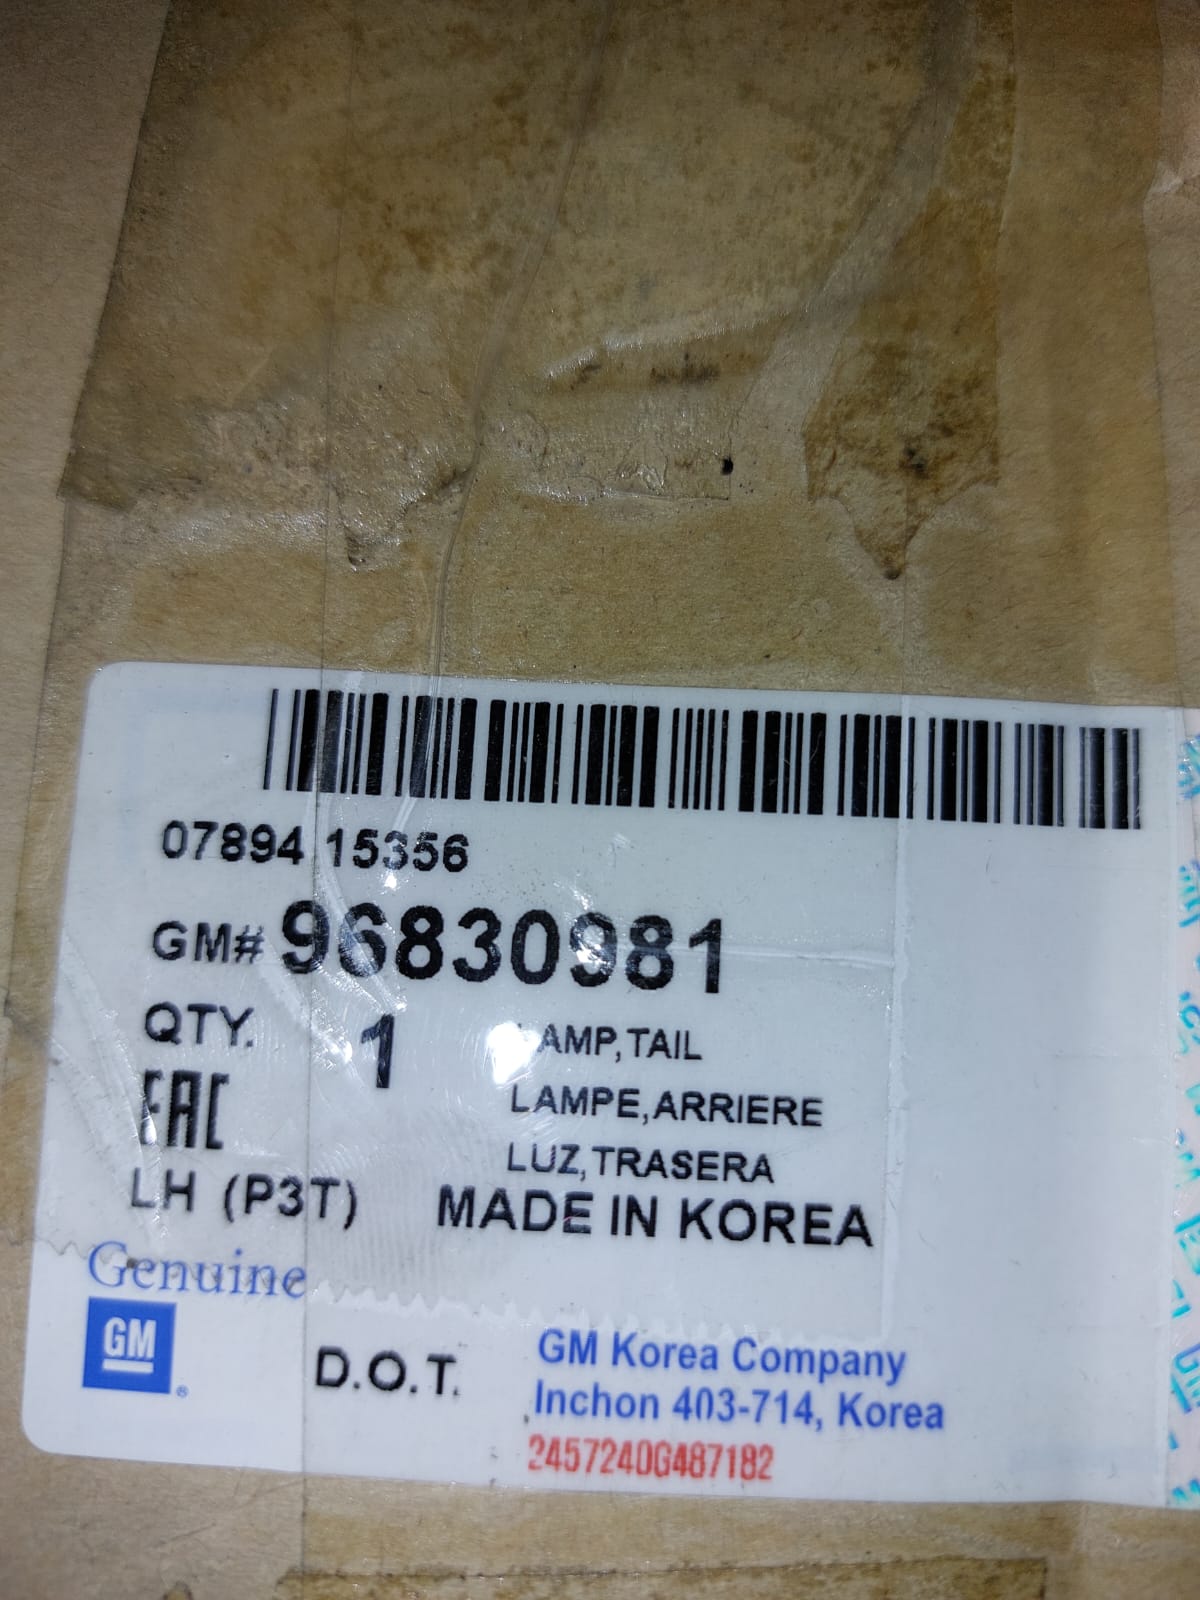 07894 15356
GM# 96830981
QTY. 1 LAMP,TAIL
LAMPE,ARRIERE
EAC
LUZ,TRASERA
LH (P3T) MADE IN KOREA
Genuine
GM
®
D.O.T.
GM Korea Company
Inchon 403-714, Korea
2457240G487182